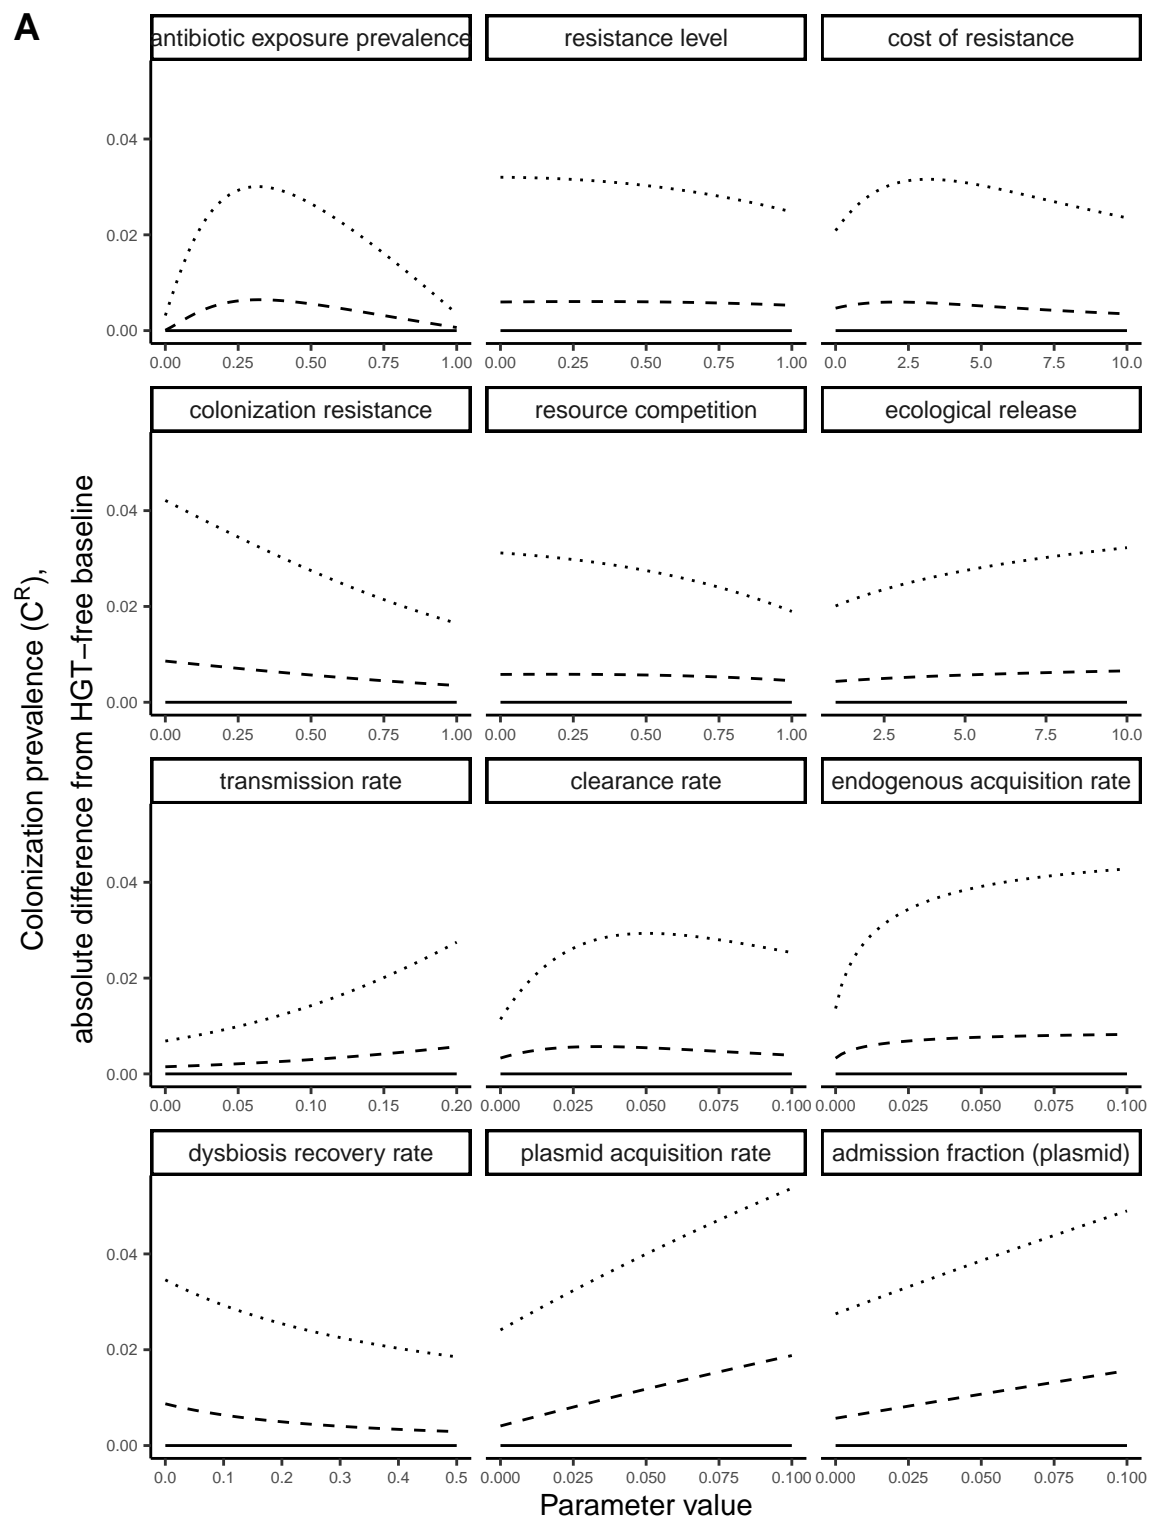 A
antibiotic exposure prevalence
resistance level
cost of resistance
0.04
0.02
0.00
0.00 0.25 0.50 0.75 1.00
0.00 0.25 0.50 0.75 1.00
0.0 2.5 5.0 7.5 10.0
colonization resistance
resource competition
ecological release
0.04
0.02
0.00
0.00 0.25 0.50 0.75 1.00
0.00 0.25 0.50 0.75 1.00
2.5 5.0 7.5 10.0
Colonization prevalence (C^R),
absolute difference from HGT−free baseline
transmission rate
clearance rate
endogenous acquisition rate
0.04
0.02
0.00
0.00 0.05 0.10 0.15 0.20
0.000 0.025 0.050 0.075 0.100
0.000 0.025 0.050 0.075 0.100
dysbiosis recovery rate
plasmid acquisition rate
admission fraction (plasmid)
0.04
0.02
0.00
0.0 0.1 0.2 0.3 0.4 0.5
0.000 0.025 0.050 0.075 0.100
0.000 0.025 0.050 0.075 0.100
Parameter value